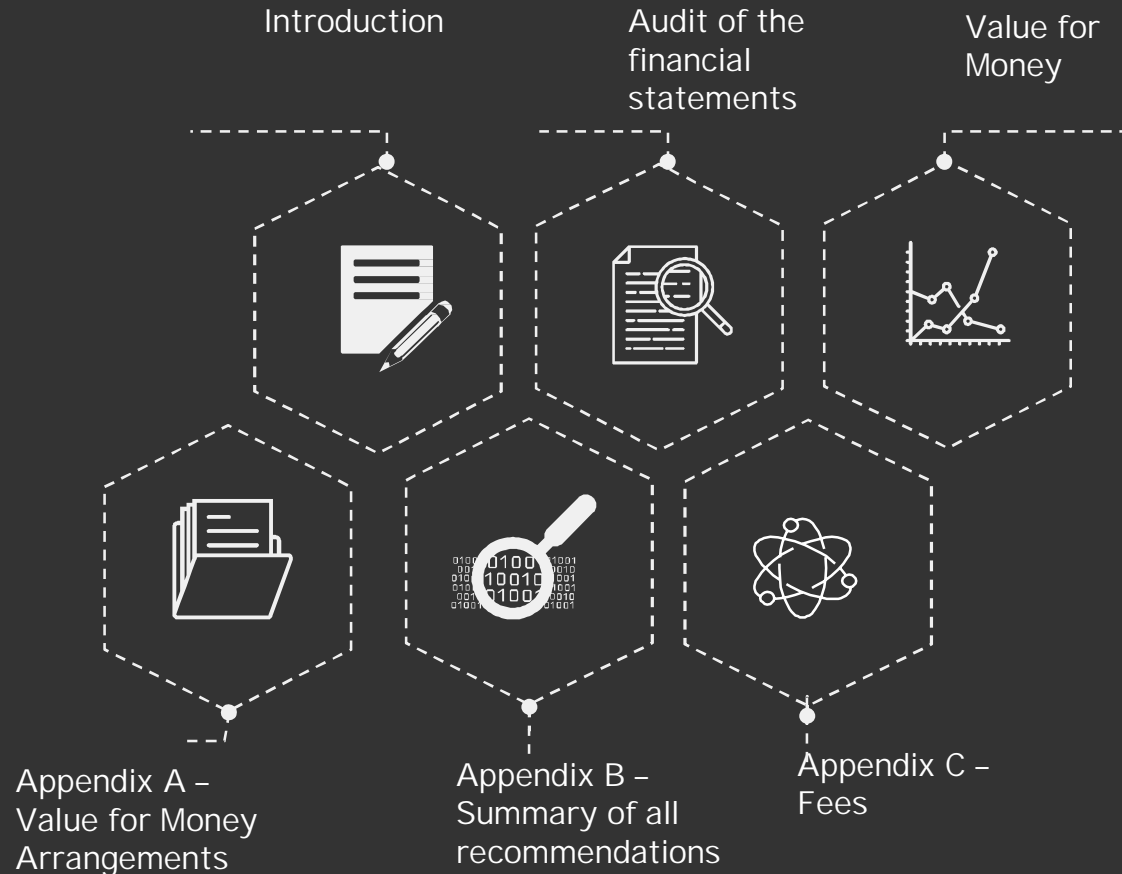 Introduction
Audit of the
financial
statements
Value for
Money
Appendix A –
Value for Money
Arrangements
Appendix B –
Summary of all
recommendations
Appendix C –
Fees